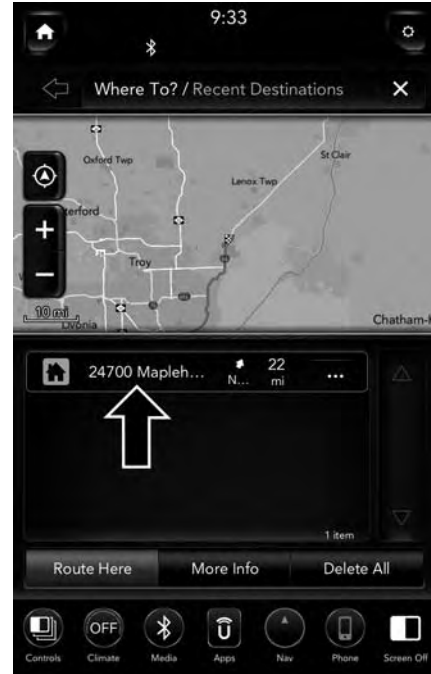 9:33
Where To? / Recent Destinations
Oxford Twp
St Clair
Lenox Twp
terford
Troy
10 mi
Livonia
Chatham-
24700 Mapleh... N... 22 mi ...
1 item
Route Here More Info Delete All
Controls OFF Climate Media Apps Nav Phone Screen Off